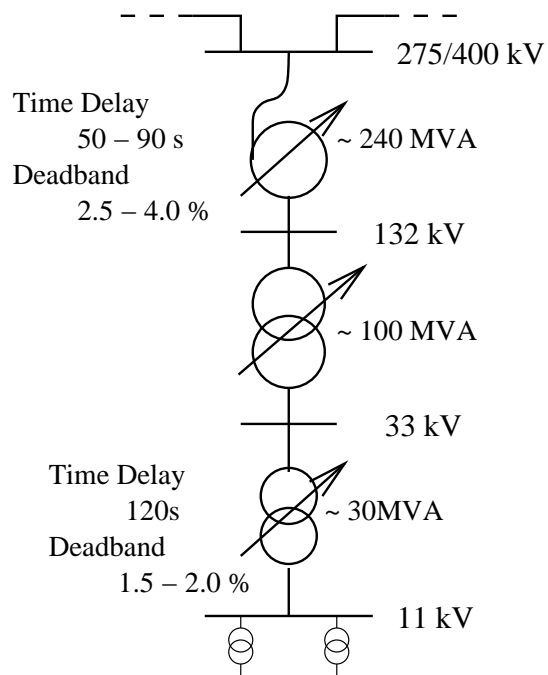 275/400 kV
Time Delay
50 – 90 s
Deadband
2.5 – 4.0 %
~ 240 MVA
132 kV
~ 100 MVA
33 kV
Time Delay
120s
Deadband
1.5 – 2.0 %
~ 30MVA
11 kV